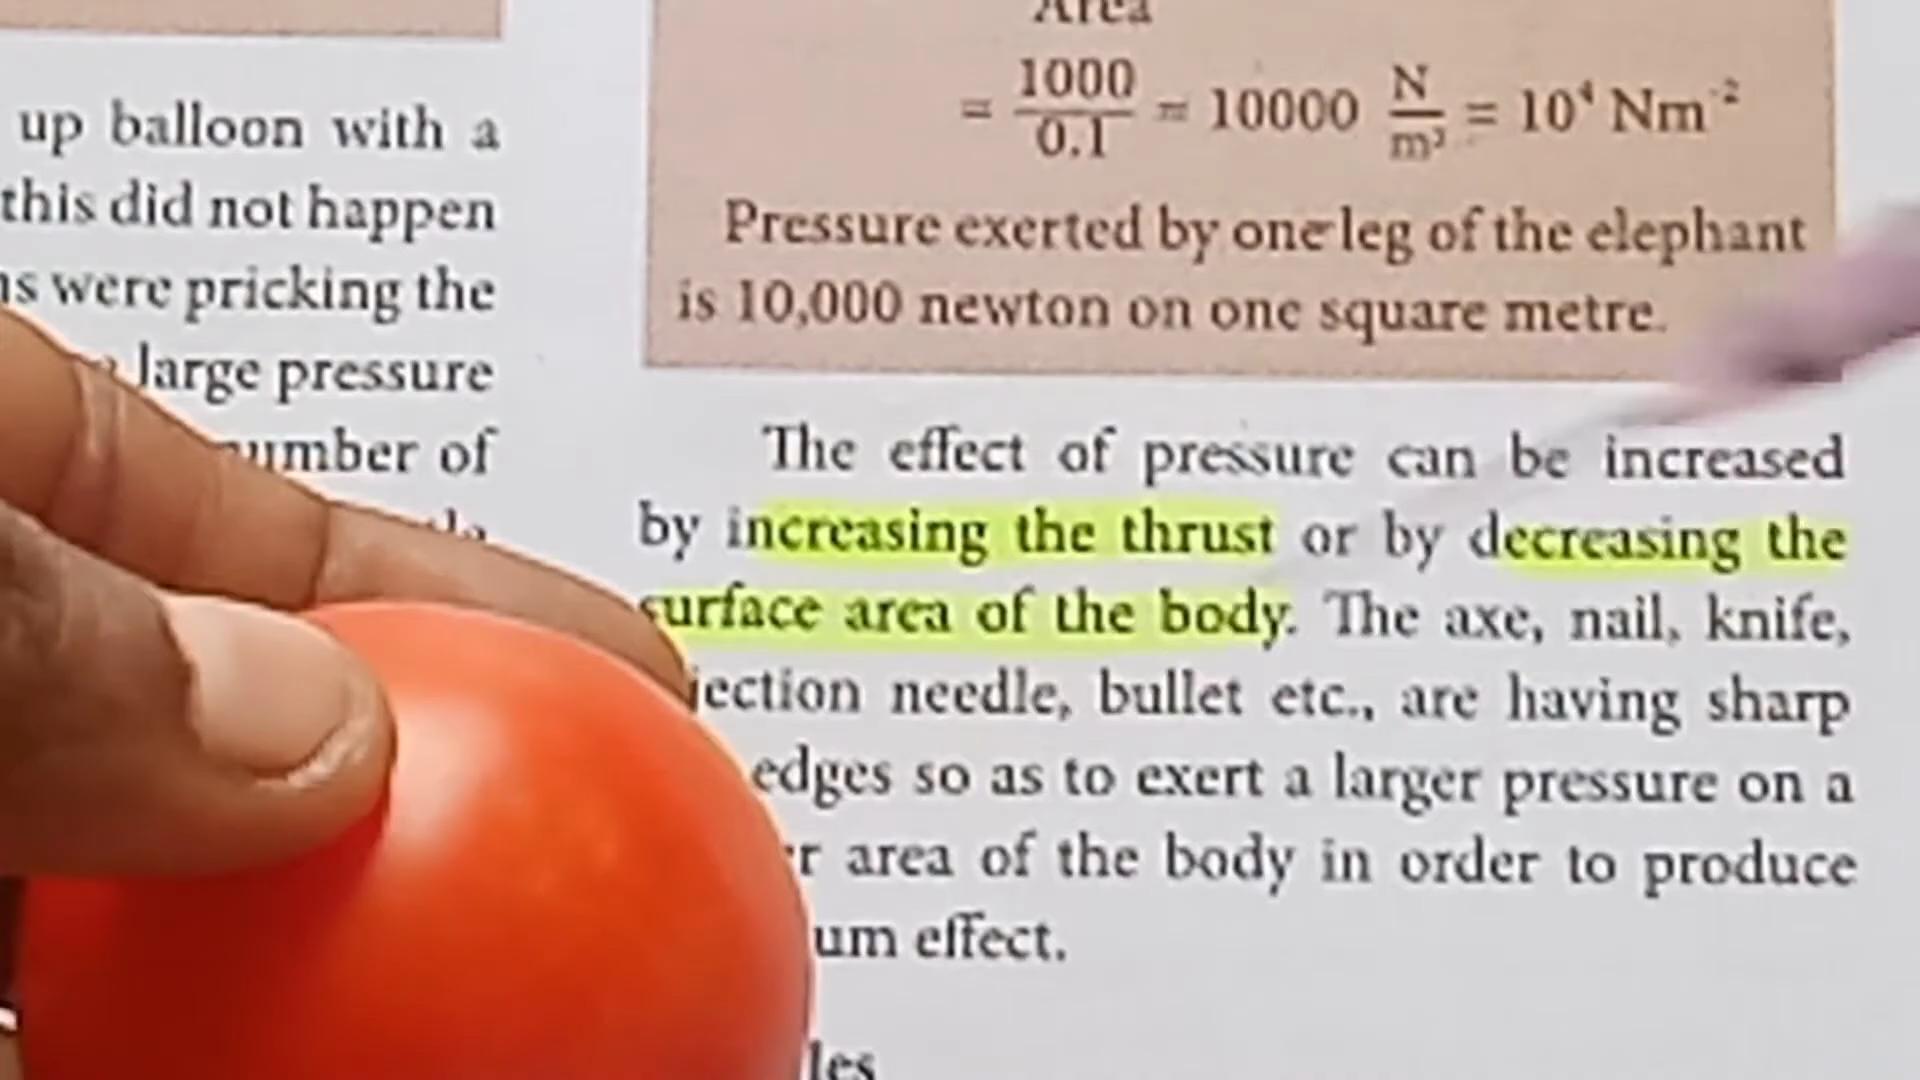 up balloon with a
this did not happen
were pricking the
large pressure
number of
Area
= 1000/0.1 = 10000 N/m² = 10⁴ Nm⁻²
Pressure exerted by one leg of the elephant
is 10,000 newton on one square metre.
The effect of pressure can be increased
by increasing the thrust or by decreasing the
surface area of the body. The axe, nail, knife,
jection needle, bullet etc., are having sharp
edges so as to exert a larger pressure on a
r area of the body in order to produce
um effect.
les